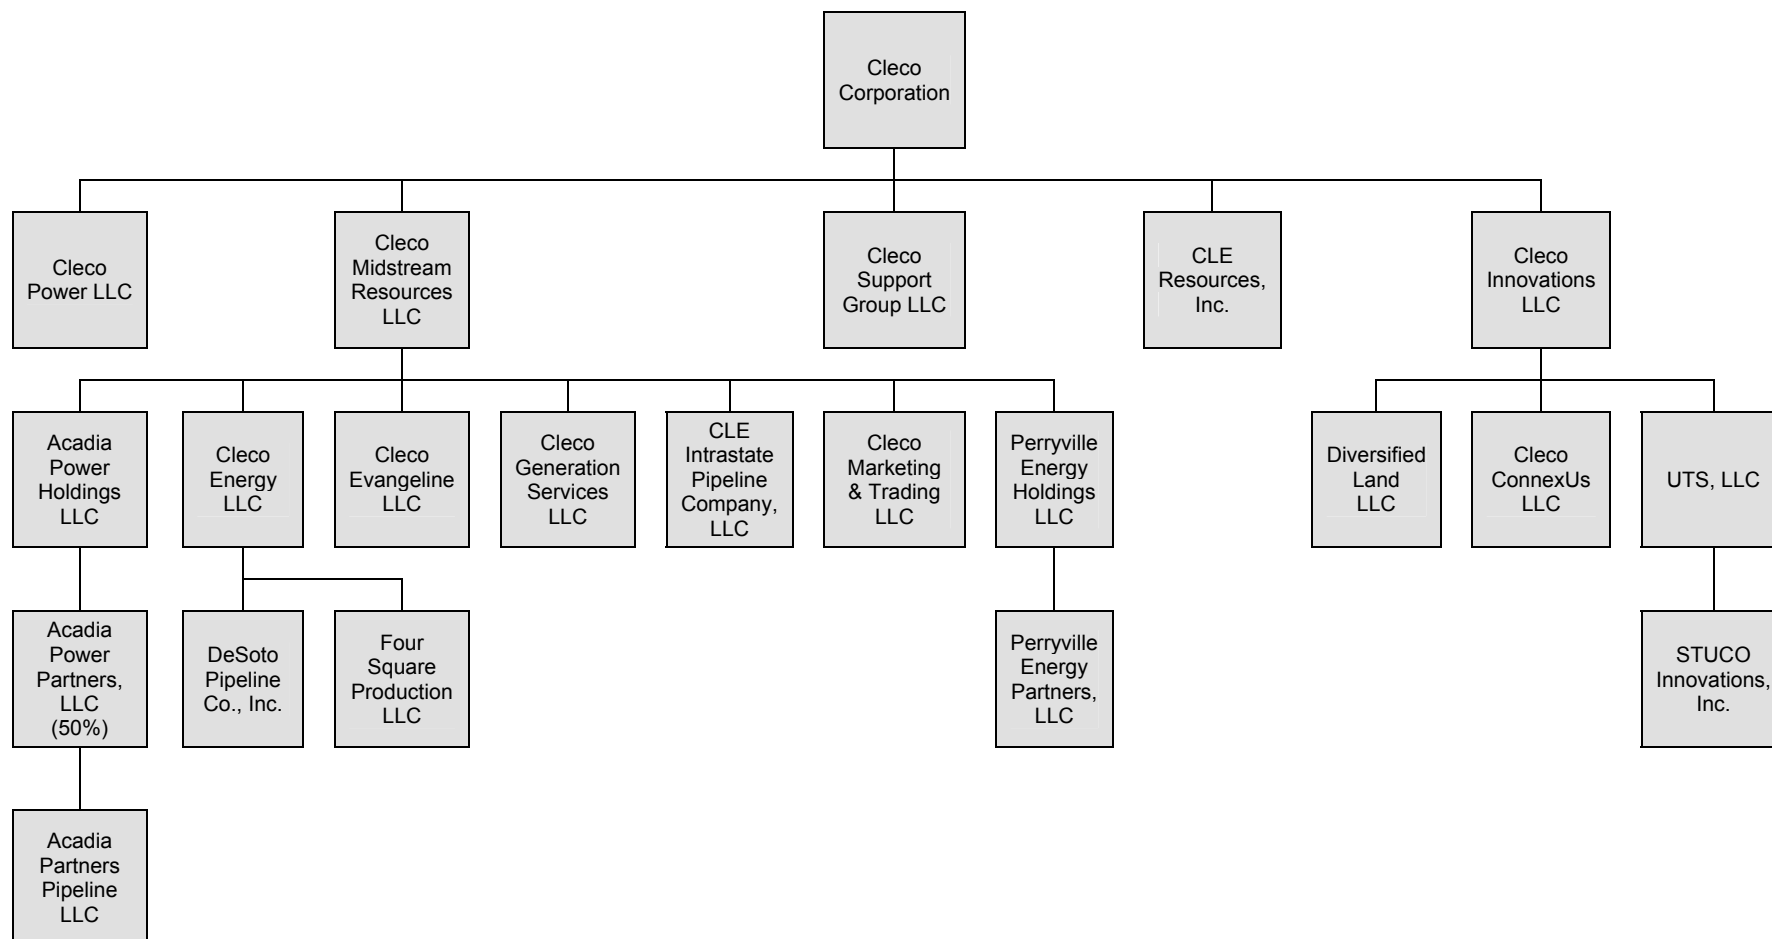 Cleco
Corporation
Cleco
Power LLC
Cleco
Midstream
Resources
LLC
Cleco
Support
Group LLC
CLE
Resources,
Inc.
Cleco
Innovations
LLC
Acadia
Power
Holdings
LLC
Cleco
Energy
LLC
Cleco
Evangeline
LLC
Cleco
Generation
Services
LLC
CLE
Intrastate
Pipeline
Company,
LLC
Cleco
Marketing
& Trading
LLC
Perryville
Energy
Holdings
LLC
Diversified
Land
LLC
Cleco
ConnexUs
LLC
UTS, LLC
Acadia
Power
Partners,
LLC
(50%)
DeSoto
Pipeline
Co., Inc.
Four
Square
Production
LLC
Perryville
Energy
Partners,
LLC
STUCO
Innovations,
Inc.
Acadia
Partners
Pipeline
LLC